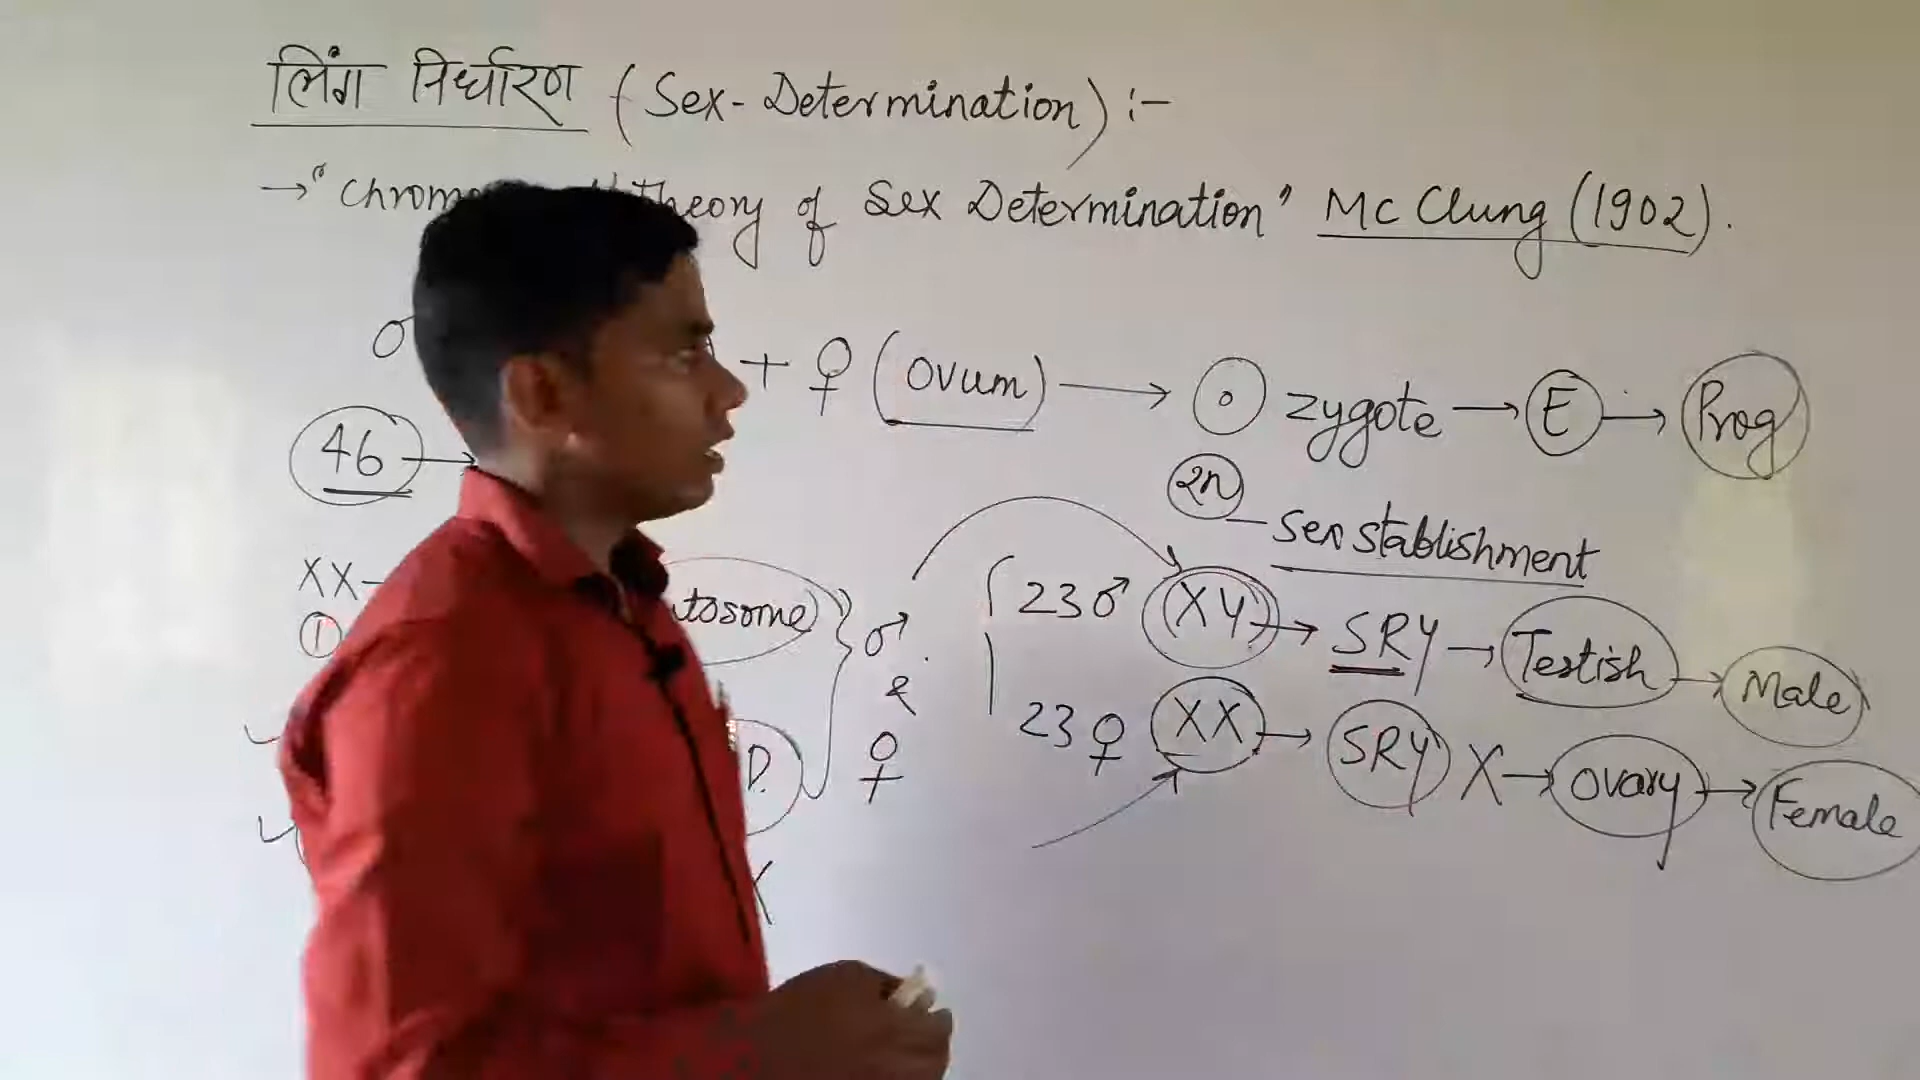 लिंग निर्धारण (Sex-Determination) :-
→ "Chrom Theory of Sex Determination" Mc Clung (1902).
♂ + ♀ (Ovum) → zygote → E → Prog
46 →
2n
- Sex stablishment
XX-
tosome) } ♂
23 ♂ (XY) → SRY → Testish → Male
①
&
23 ♀ XX → SRY X → Ovary → Female
D. ♀